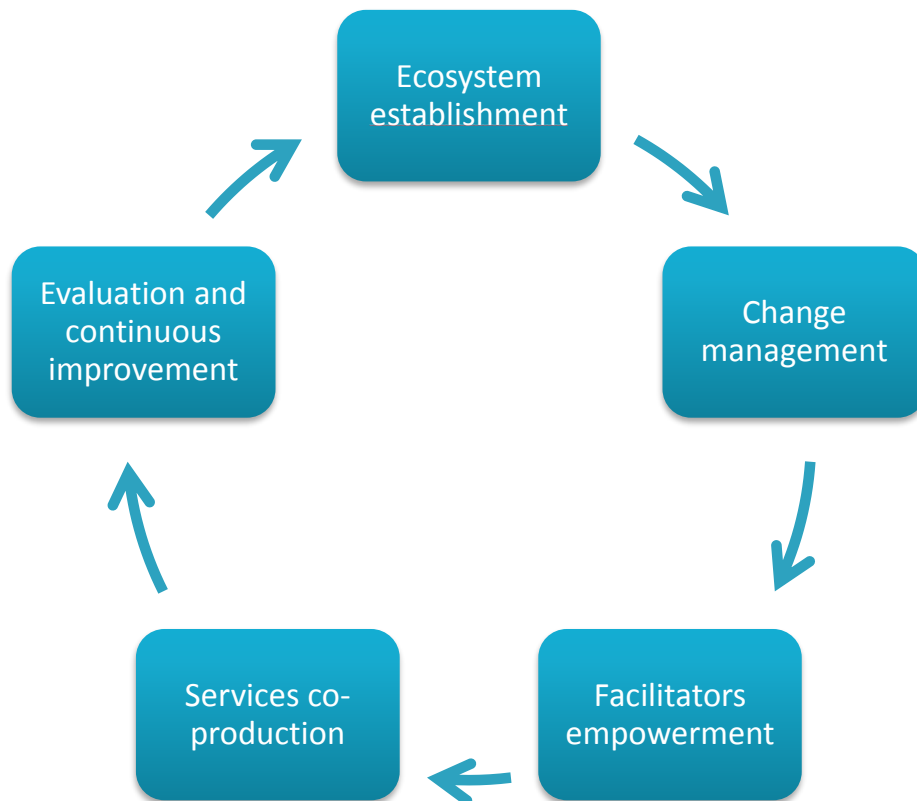 Ecosystem
establishment
Change
management
Facilitators
empowerment
Services co-
production
Evaluation and
continuous
improvement